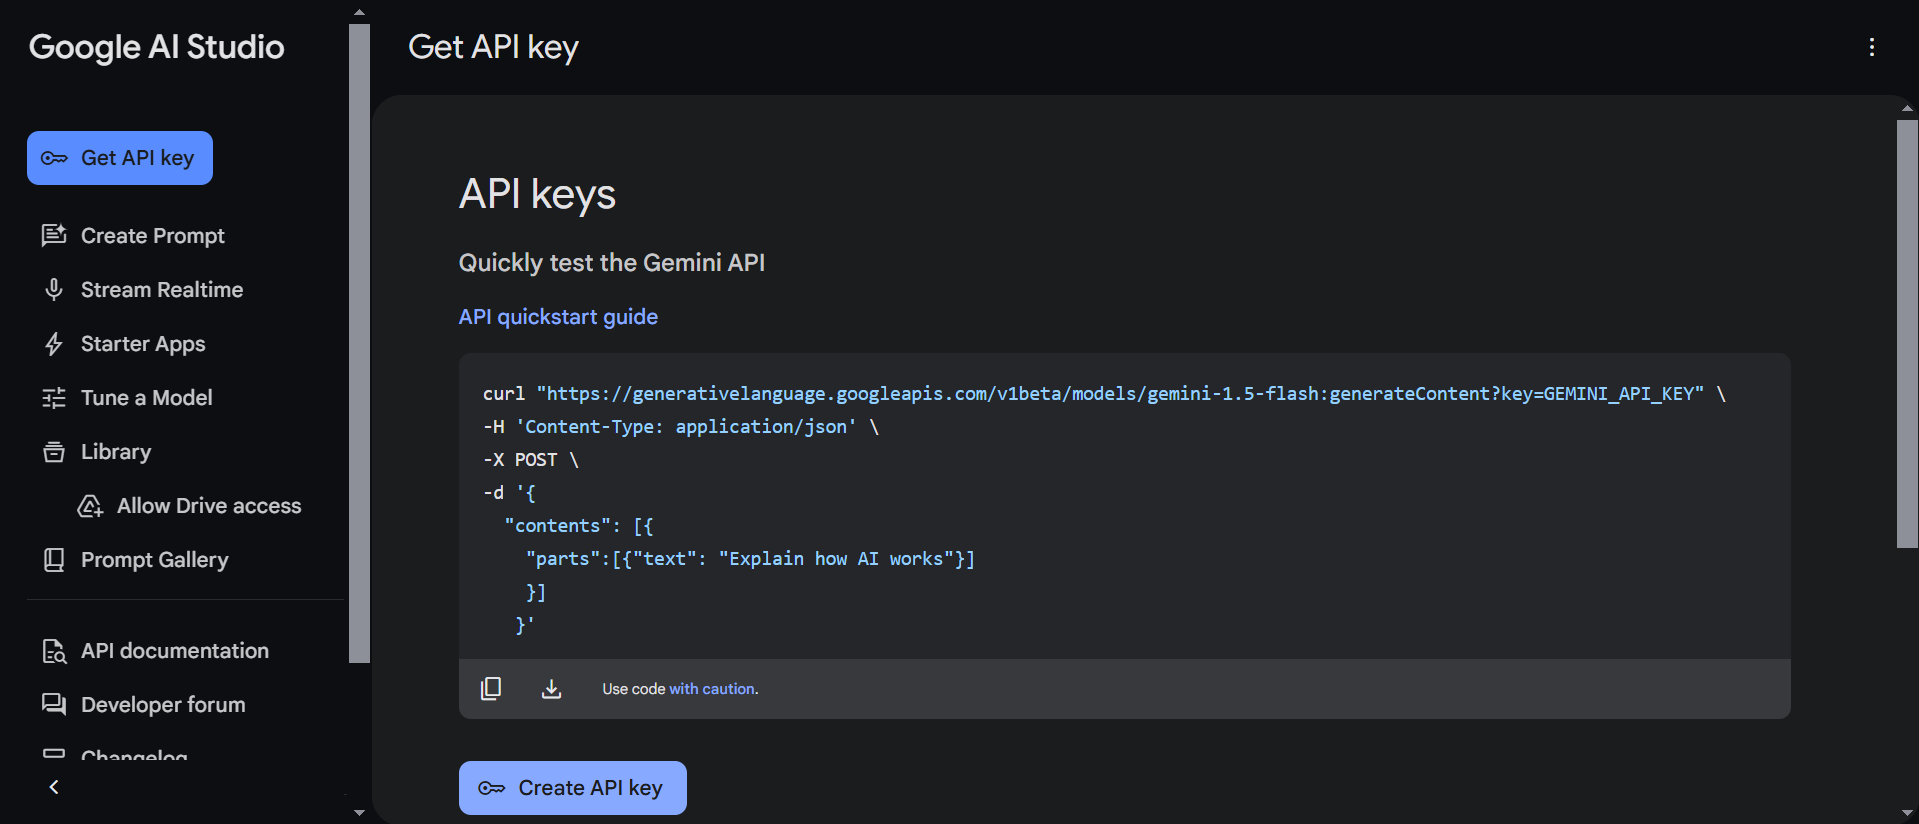 Google AI Studio
Get API key
Create Prompt
Stream Realtime
Starter Apps
Tune a Model
Library
Allow Drive access
Prompt Gallery
API documentation
Developer forum
Changelog
Get API key
API keys
Quickly test the Gemini API
API quickstart guide
curl "https://generativelanguage.googleapis.com/v1beta/models/gemini-1.5-flash:generateContent?key=GEMINI_API_KEY" \
-H 'Content-Type: application/json' \
-X POST \
-d '{
  "contents": [{
    "parts":[{"text": "Explain how AI works"}]
    }]
   }'
Use code with caution.
Create API key